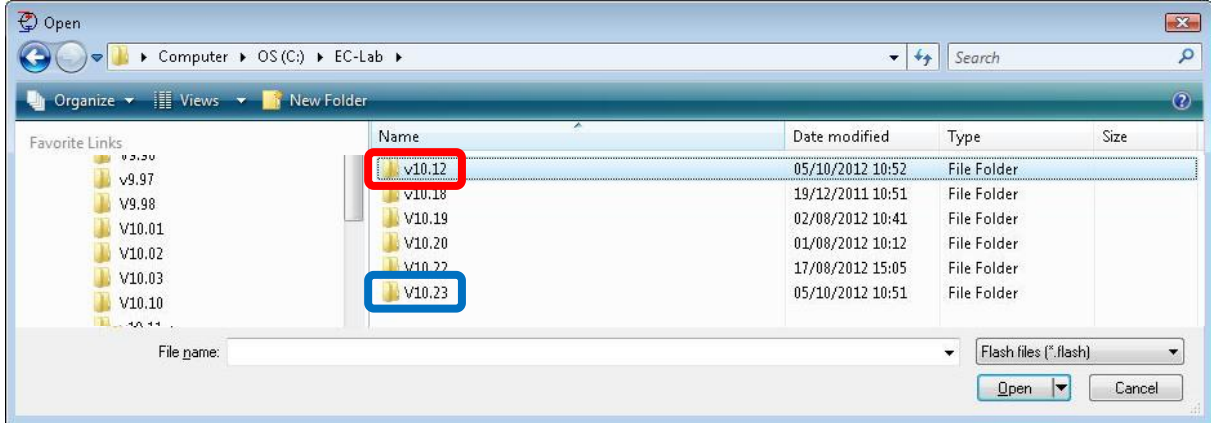 Open
Computer OS (C:) EC-Lab Search
Organize Views New Folder
Favorite Links Name Date modified Type Size
v9.97
V9.98
V10.01
V10.02
V10.03
V10.10
v10.12 05/10/2012 10:52 File Folder
v10.18 19/12/2011 10:51 File Folder
V10.19 02/08/2012 10:41 File Folder
V10.20 01/08/2012 10:12 File Folder
V10.22 17/08/2012 15:05 File Folder
V10.23 05/10/2012 10:51 File Folder
File name: Flash files (*.flash)
Open Cancel